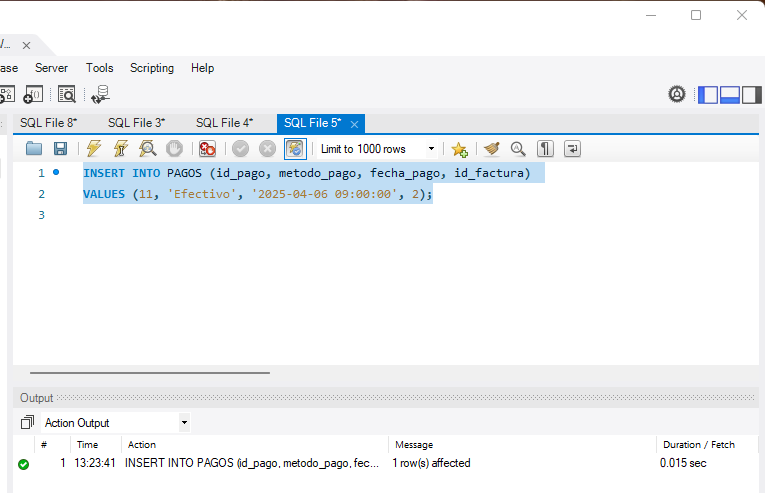 ase Server Tools Scripting Help
SQL File 8* SQL File 3* SQL File 4* SQL File 5*
Limit to 1000 rows
1 INSERT INTO PAGOS (id_pago, metodo_pago, fecha_pago, id_factura)
2 VALUES (11, 'Efectivo', '2025-04-06 09:00:00', 2);
3
Output
Action Output
# Time Action Message Duration / Fetch
1 13:23:41 INSERT INTO PAGOS (id_pago, metodo_pago, fec... 1 row(s) affected 0.015 sec